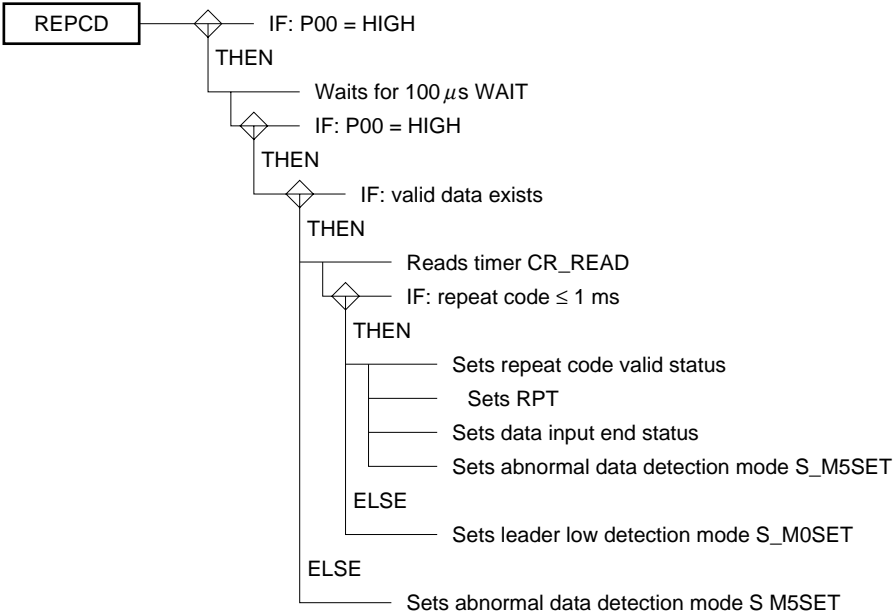 REPCD
IF: P00 = HIGH
THEN
Waits for 100 μs WAIT
IF: P00 = HIGH
THEN
IF: valid data exists
THEN
Reads timer CR_READ
IF: repeat code ≤ 1 ms
THEN
Sets repeat code valid status
Sets RPT
Sets data input end status
Sets abnormal data detection mode S_M5SET
ELSE
Sets leader low detection mode S_M0SET
ELSE
Sets abnormal data detection mode S M5SET